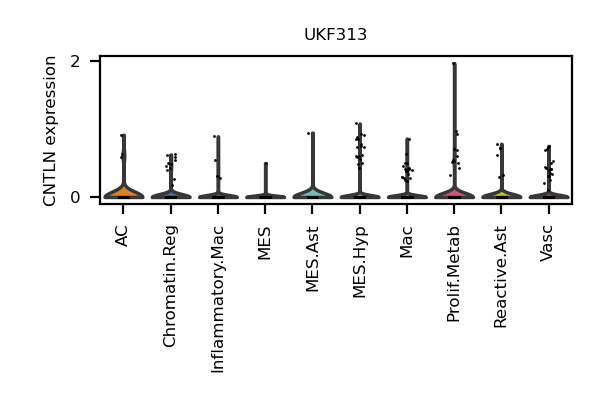 UKF313
CNTLN expression
2
0
AC
Chromatin.Reg
Inflammatory.Mac
MES
MES.Ast
MES.Hyp
Mac
Prolif.Metab
Reactive.Ast
Vasc